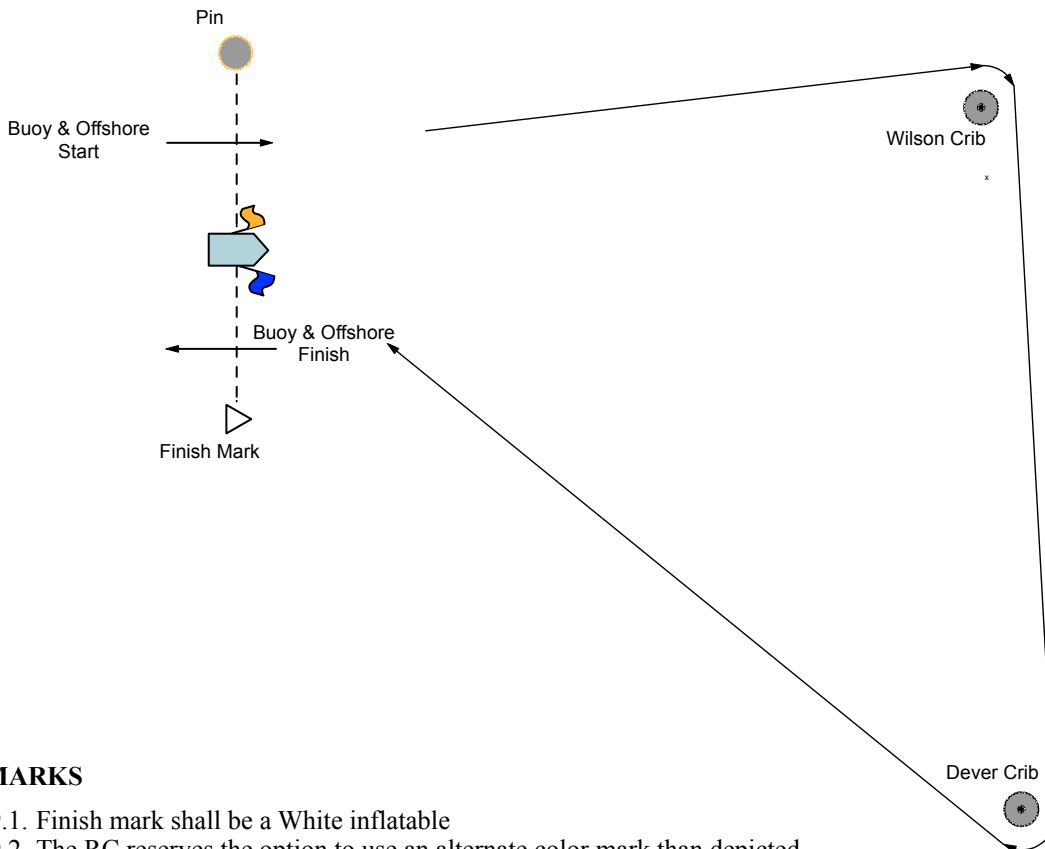 Pin
Buoy & Offshore
Start
Wilson Crib
x
Buoy & Offshore
Finish
Finish Mark
Dever Crib
MARKS
.1. Finish mark shall be a White inflatable
.2. The RC reserves the option to use an alternate color mark than depicted